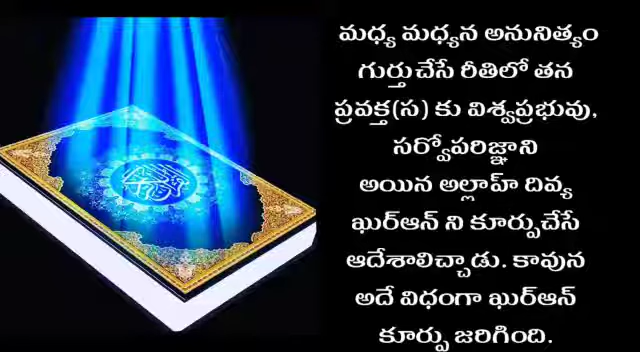 మధ్య మధ్యన అనునిత్యం
గుర్తుచేసే రీతిలో తన
ప్రవక్త(స) కు విశ్వప్రభువు,
సర్వోపరిజ్ఞాని
అయిన అల్లాహ్ దివ్య
ఖుర్ఆన్ ని కూర్పుచేసే
ఆదేశాలిచ్చాడు. కావున
అదే విధంగా ఖుర్ఆన్
కూర్పు జరిగింది.